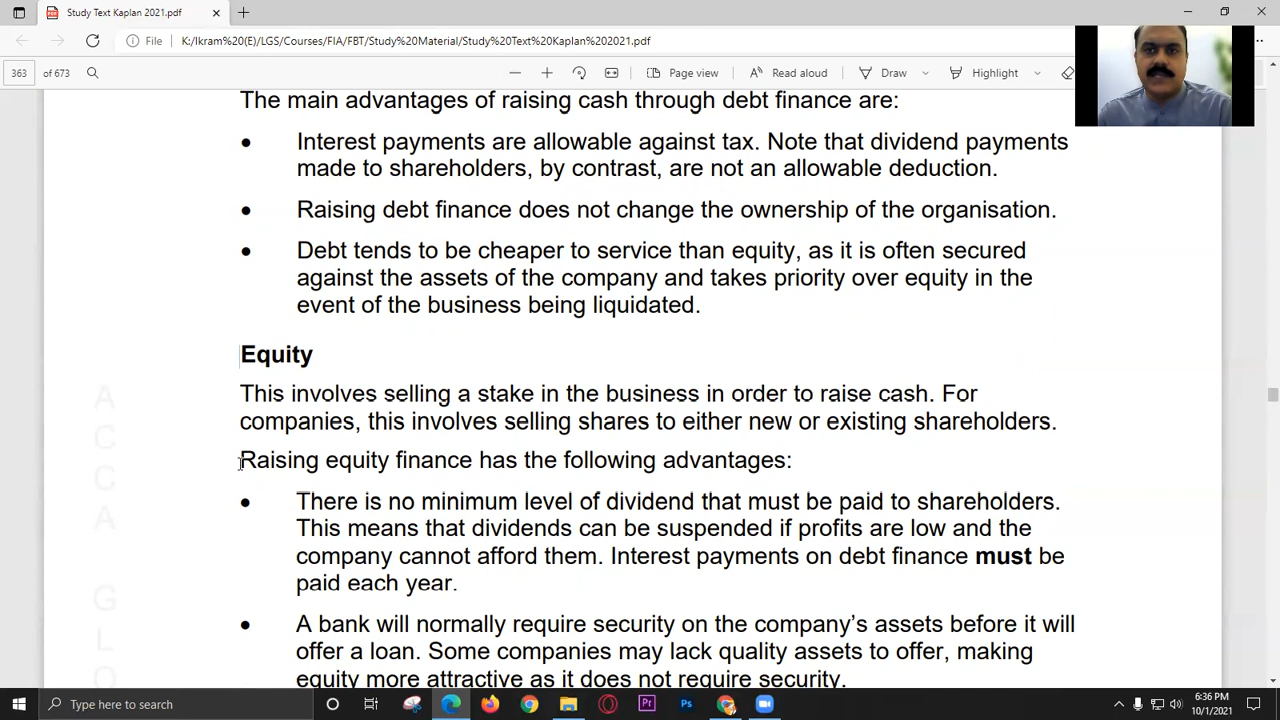 Study Text Kaplan 2021.pdf
File K:/Ikram%20(E)/LGS/Courses/FIA/FBT/Study%20Material/Study%20Text%20Kaplan%202021.pdf
363 of 673 Page view Read aloud Draw Highlight
The main advantages of raising cash through debt finance are:
• Interest payments are allowable against tax. Note that dividend payments
made to shareholders, by contrast, are not an allowable deduction.
• Raising debt finance does not change the ownership of the organisation.
• Debt tends to be cheaper to service than equity, as it is often secured
against the assets of the company and takes priority over equity in the
event of the business being liquidated.
Equity
This involves selling a stake in the business in order to raise cash. For
companies, this involves selling shares to either new or existing shareholders.
Raising equity finance has the following advantages:
• There is no minimum level of dividend that must be paid to shareholders.
This means that dividends can be suspended if profits are low and the
company cannot afford them. Interest payments on debt finance must be
paid each year.
• A bank will normally require security on the company’s assets before it will
offer a loan. Some companies may lack quality assets to offer, making
equity more attractive as it does not require security.
A
C
C
A
G
L
O
Type here to search
Pr
Ps
6:36 PM
10/1/2021